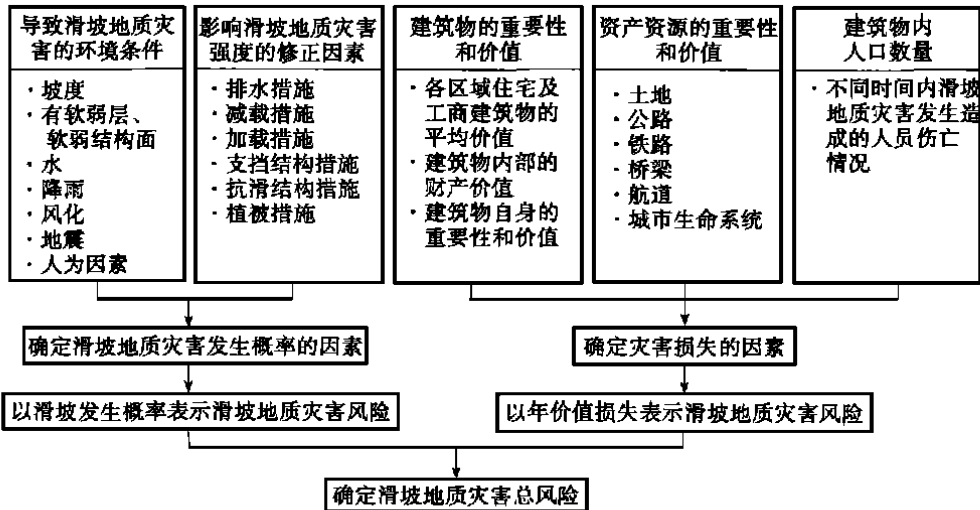 导致滑坡地质灾
害的环境条件
· 坡度
· 有软弱层、
软弱结构面
· 水
· 降雨
· 风化
· 地震
· 人为因素
影响滑坡地质灾害
强度的修正因素
· 排水措施
· 减载措施
· 加载措施
· 支挡结构措施
· 抗滑结构措施
· 植被措施
建筑物的重要性
和价值
· 各区域住宅及
工商建筑物的
平均价值
· 建筑物内部的
财产价值
· 建筑物自身的
重要性和价值
资产资源的重要性
和价值
· 土地
· 公路
· 铁路
· 桥梁
· 航道
· 城市生命系统
建筑物内
人口数量
· 不同时间内滑坡
地质灾害发生造
成的人员伤亡
情况
确定滑坡地质灾害发生概率的因素
确定灾害损失的因素
以滑坡发生概率表示滑坡地质灾害风险
以年价值损失表示滑坡地质灾害风险
确定滑坡地质灾害总风险